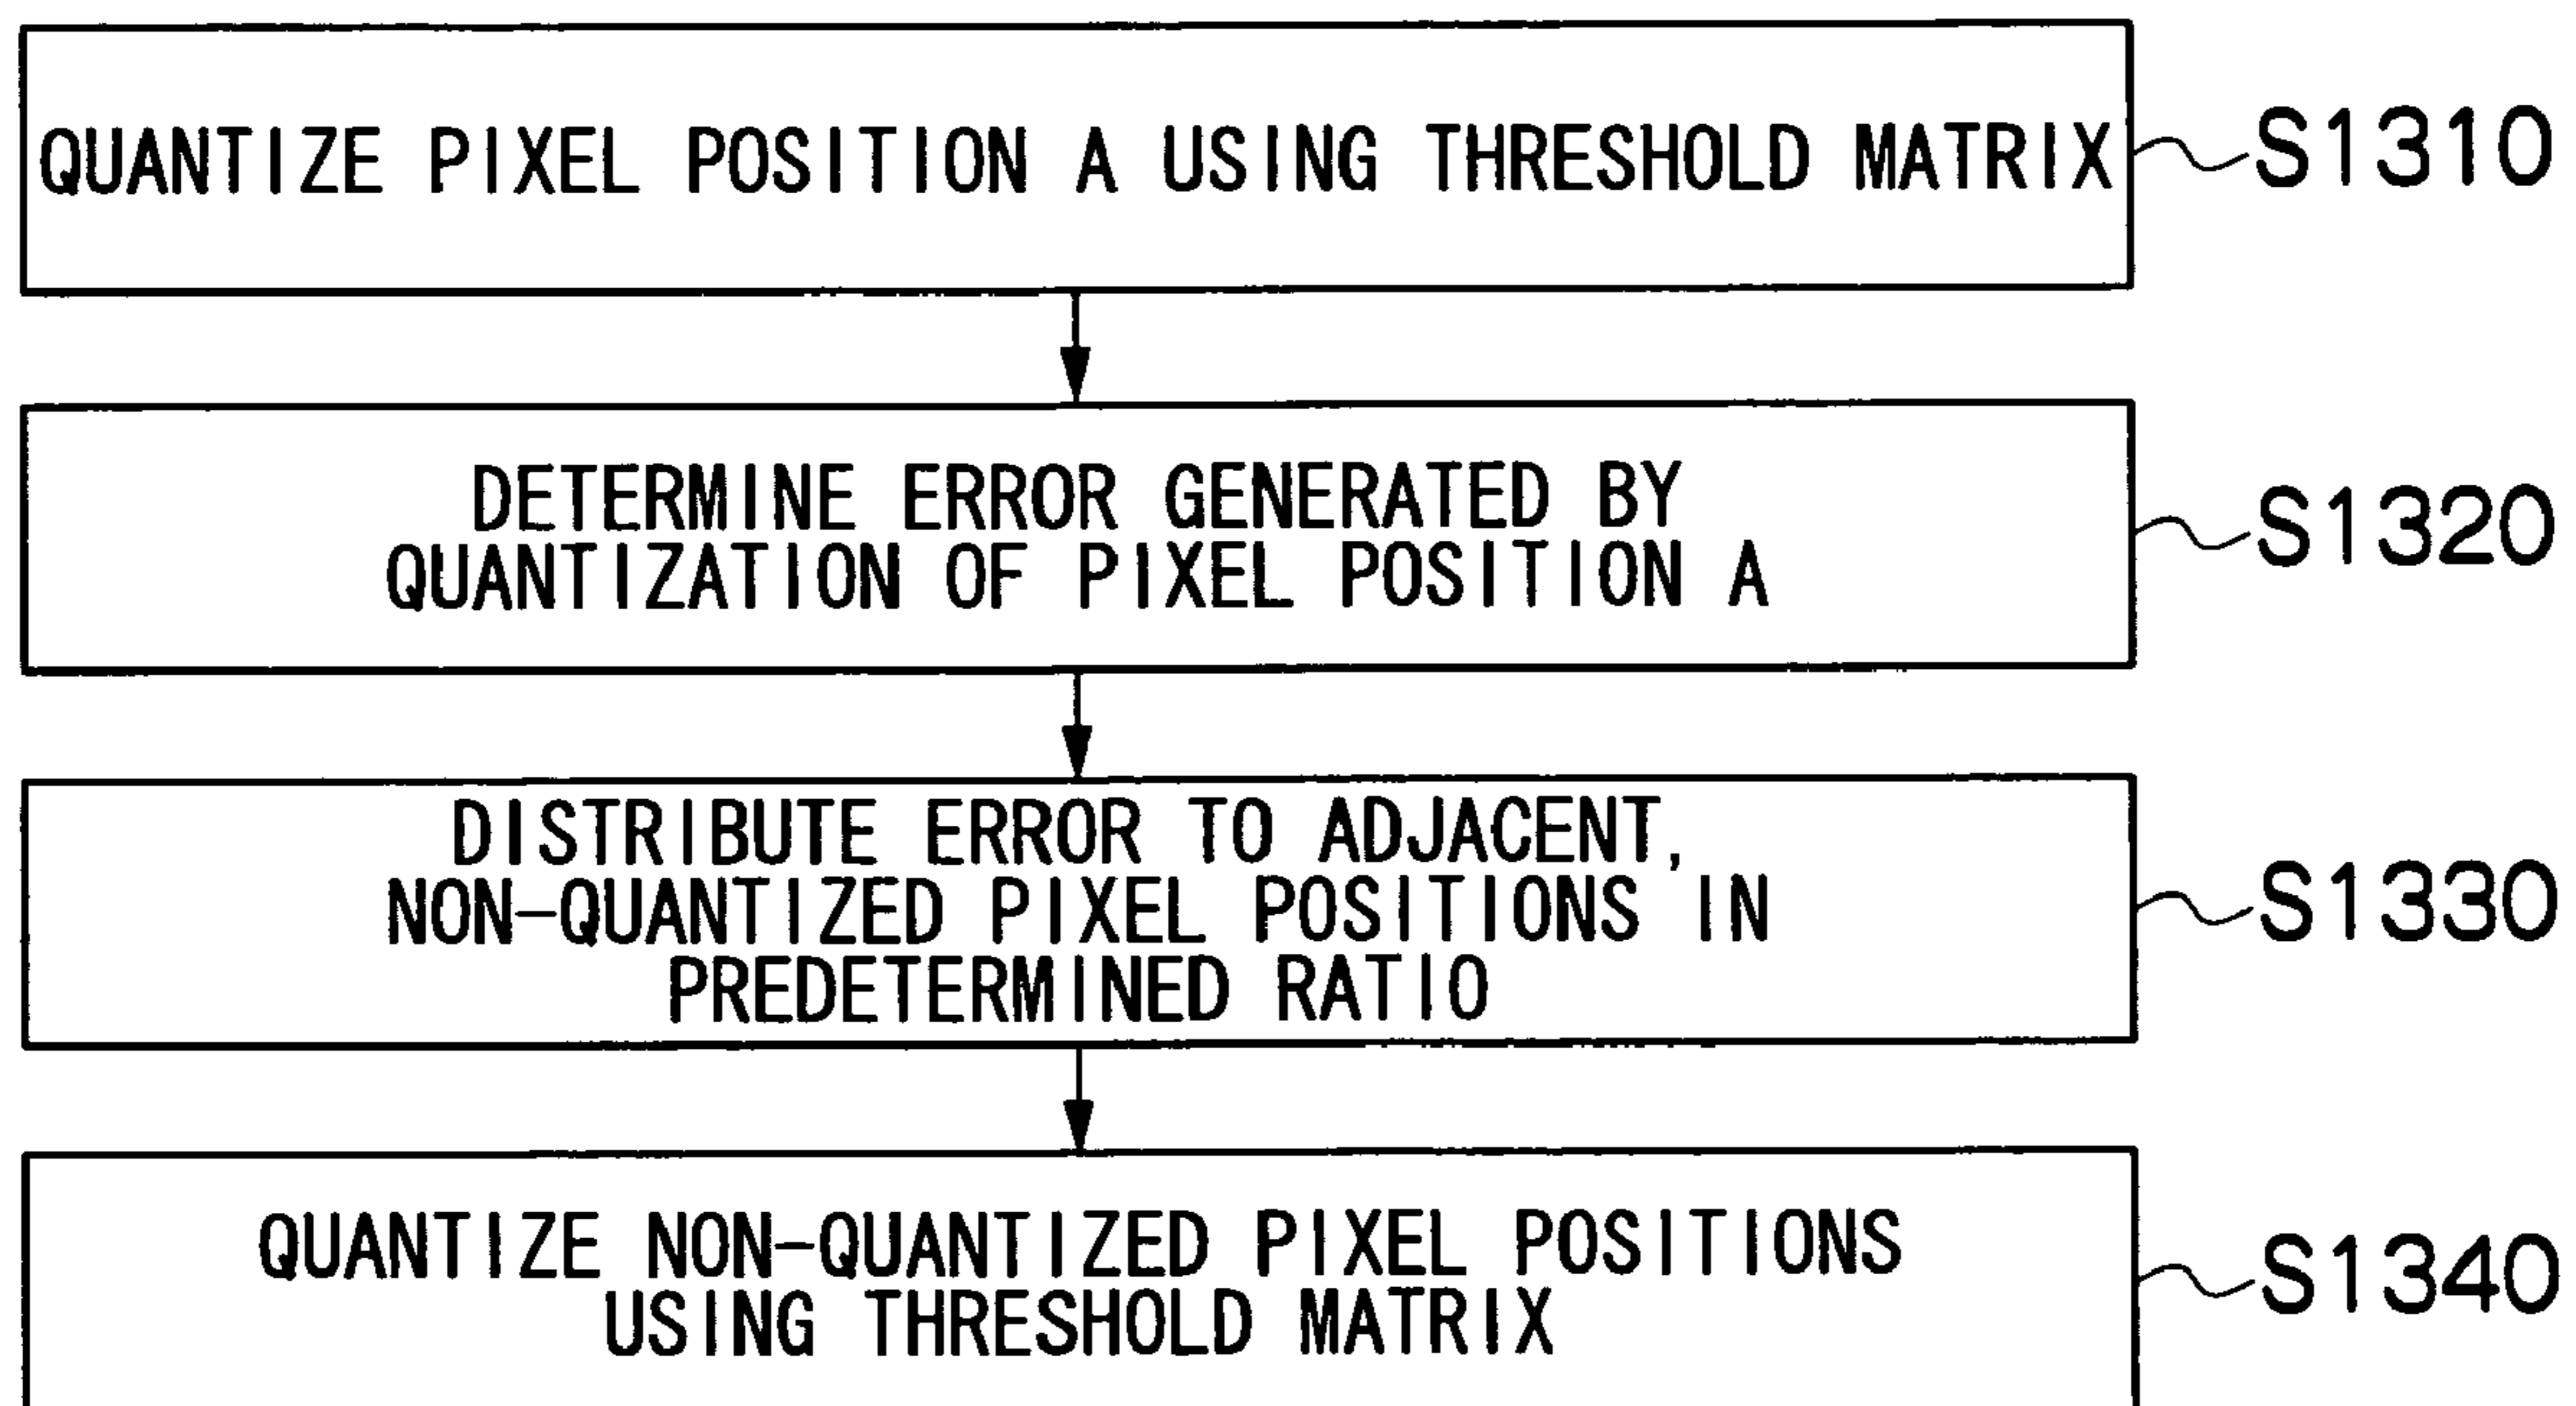 QUANTIZE PIXEL POSITION A USING THRESHOLD MATRIX
S1310
DETERMINE ERROR GENERATED BY
QUANTIZATION OF PIXEL POSITION A
S1320
DISTRIBUTE ERROR TO ADJACENT,
NON-QUANTIZED PIXEL POSITIONS IN
PREDETERMINED RATIO
S1330
QUANTIZE NON-QUANTIZED PIXEL POSITIONS
USING THRESHOLD MATRIX
S1340